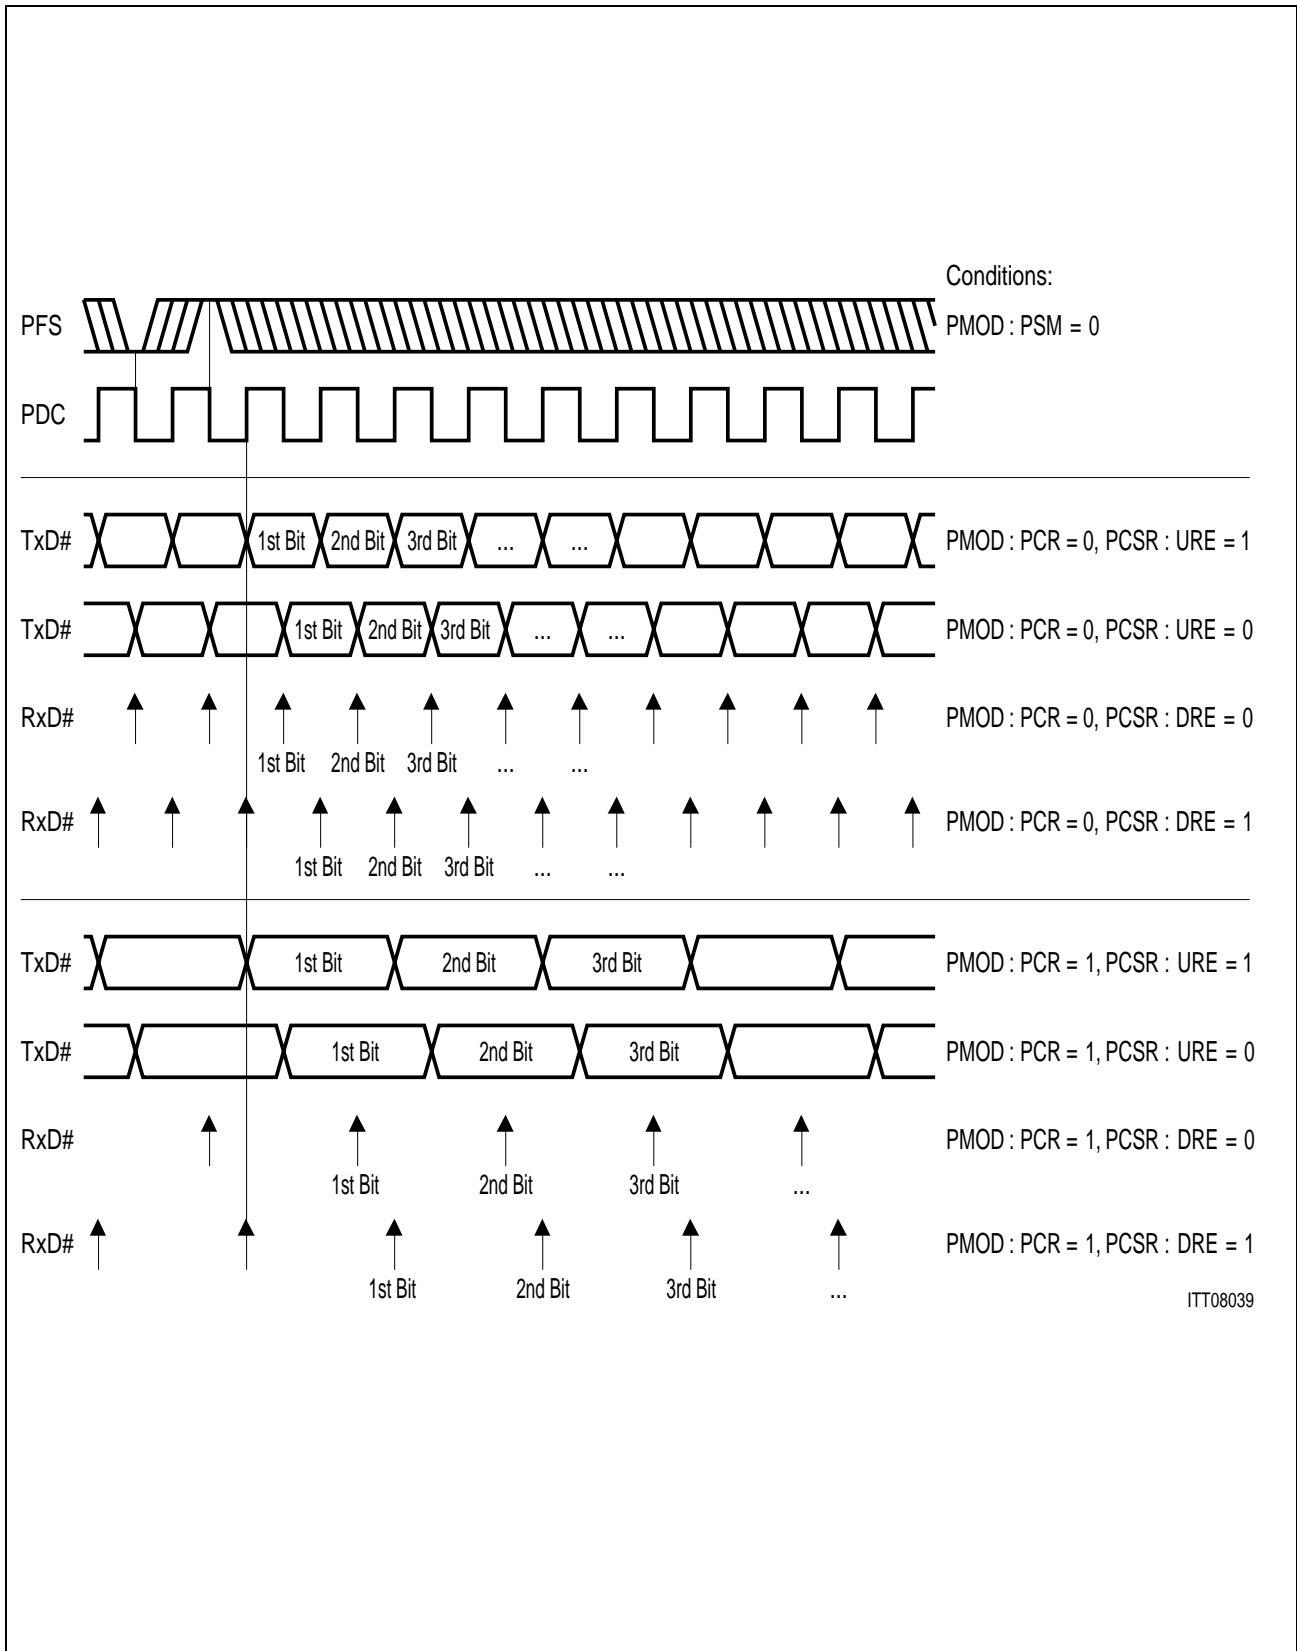 Conditions:
PFS PMOD : PSM = 0
PDC
TxD# 1st Bit 2nd Bit 3rd Bit ... ... PMOD : PCR = 0, PCSR : URE = 1
TxD# 1st Bit 2nd Bit 3rd Bit ... ... PMOD : PCR = 0, PCSR : URE = 0
RxD# PMOD : PCR = 0, PCSR : DRE = 0
1st Bit 2nd Bit 3rd Bit ... ...
RxD# PMOD : PCR = 0, PCSR : DRE = 1
1st Bit 2nd Bit 3rd Bit ... ...
TxD# 1st Bit 2nd Bit 3rd Bit PMOD : PCR = 1, PCSR : URE = 1
TxD# 1st Bit 2nd Bit 3rd Bit PMOD : PCR = 1, PCSR : URE = 0
RxD# PMOD : PCR = 1, PCSR : DRE = 0
1st Bit 2nd Bit 3rd Bit ...
RxD# PMOD : PCR = 1, PCSR : DRE = 1
1st Bit 2nd Bit 3rd Bit ...
ITT08039